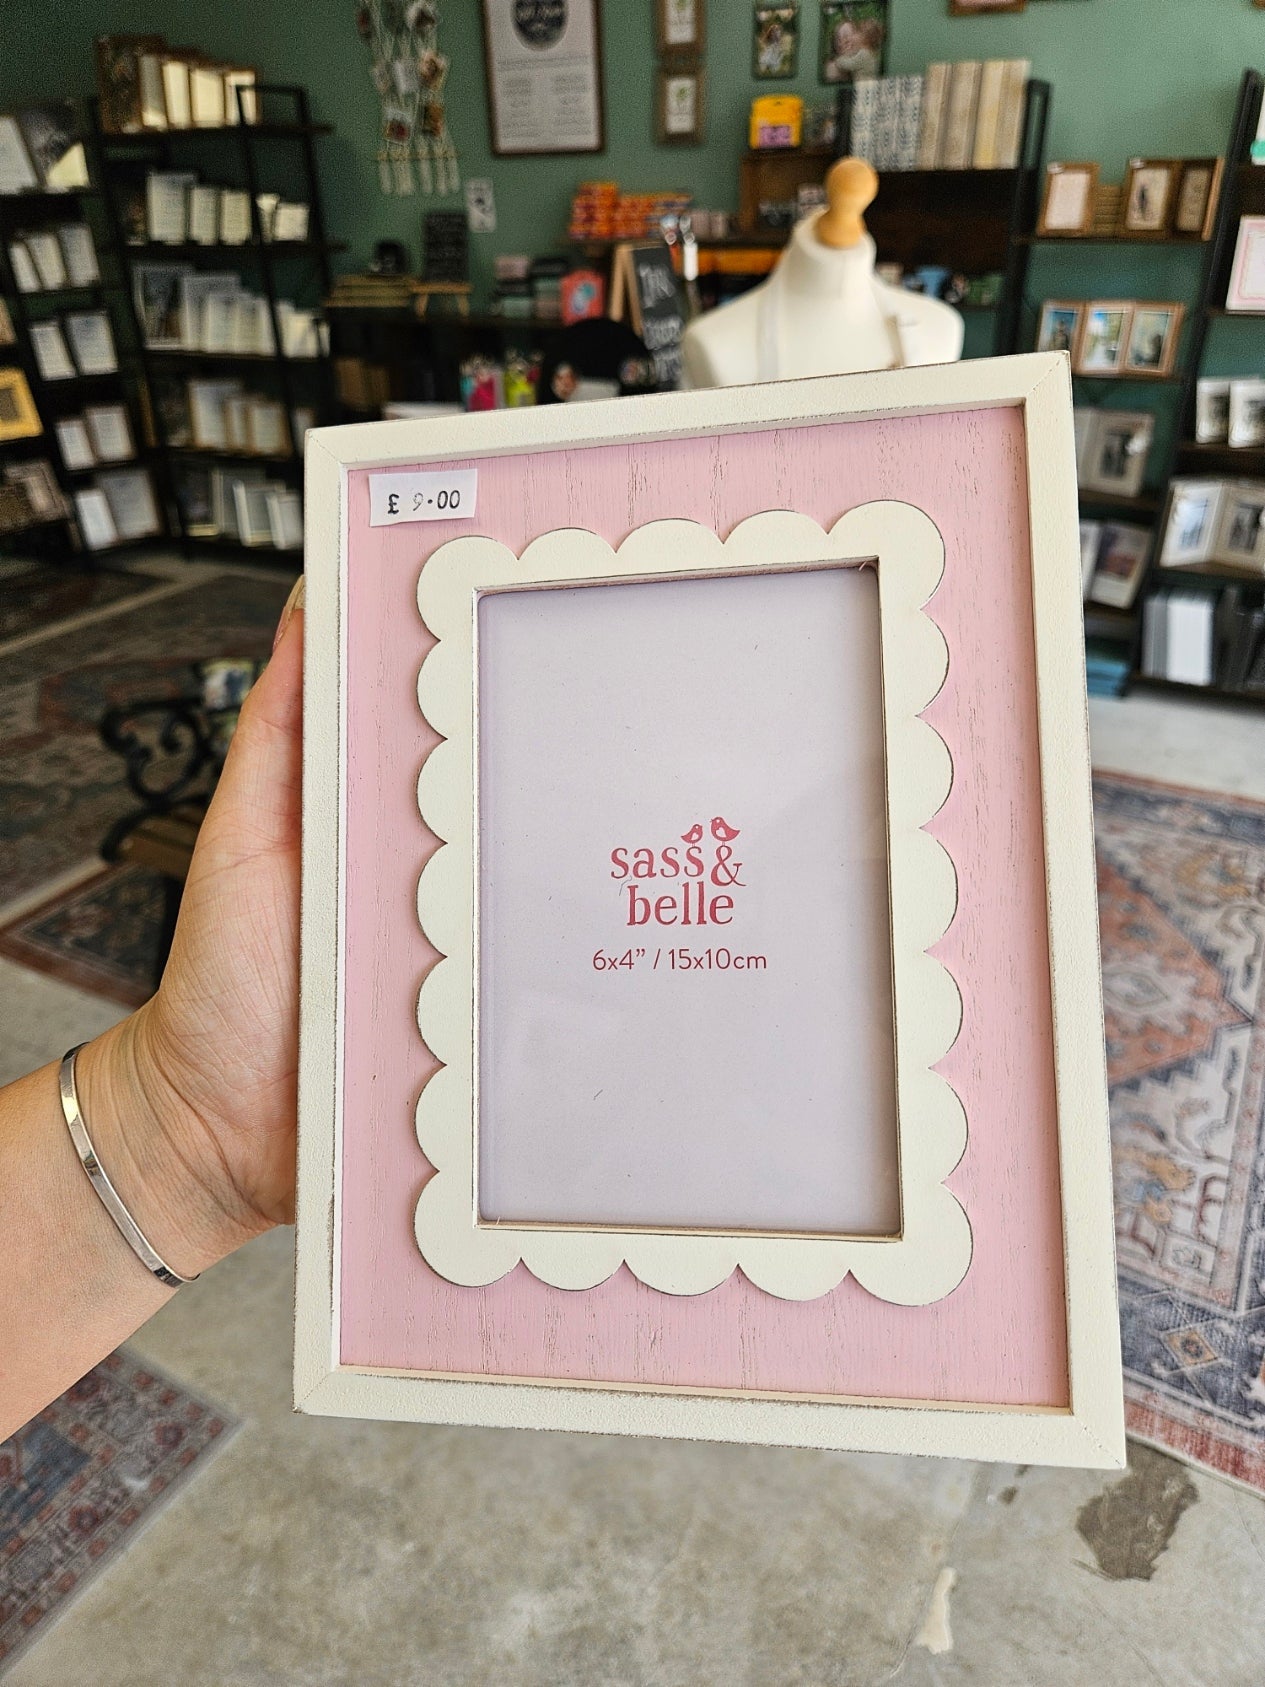 £ 9.00
sass &
belle
6x4” / 15x10cm